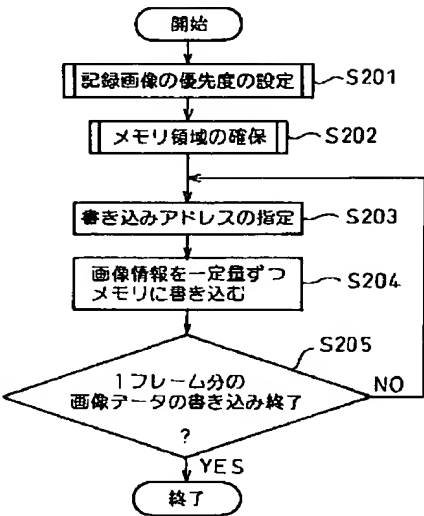 開始
記録画像の優先度の設定
S201
メモリ領域の確保
S202
書き込みアドレスの指定
S203
画像情報を一定量ずつ
メモリに書き込む
S204
S205
1フレーム分の
画像データの書き込み終了
?
NO
YES
終了